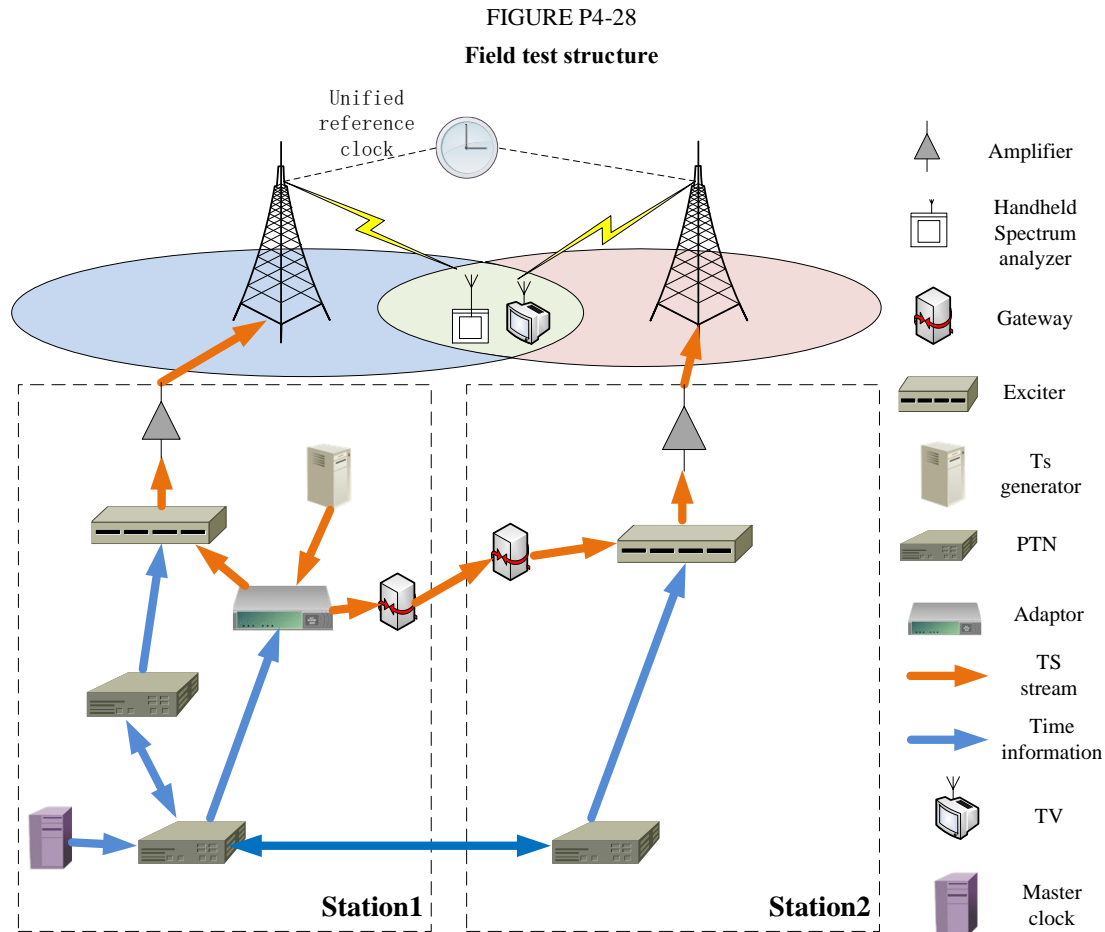 FIGURE P4-28
Field test structure
Unified
reference
clock
Amplifier
Handheld
Spectrum
analyzer
Gateway
Exciter
Ts
generator
PTN
Adaptor
TS
stream
Time
information
TV
Master
clock
Station1
Station2